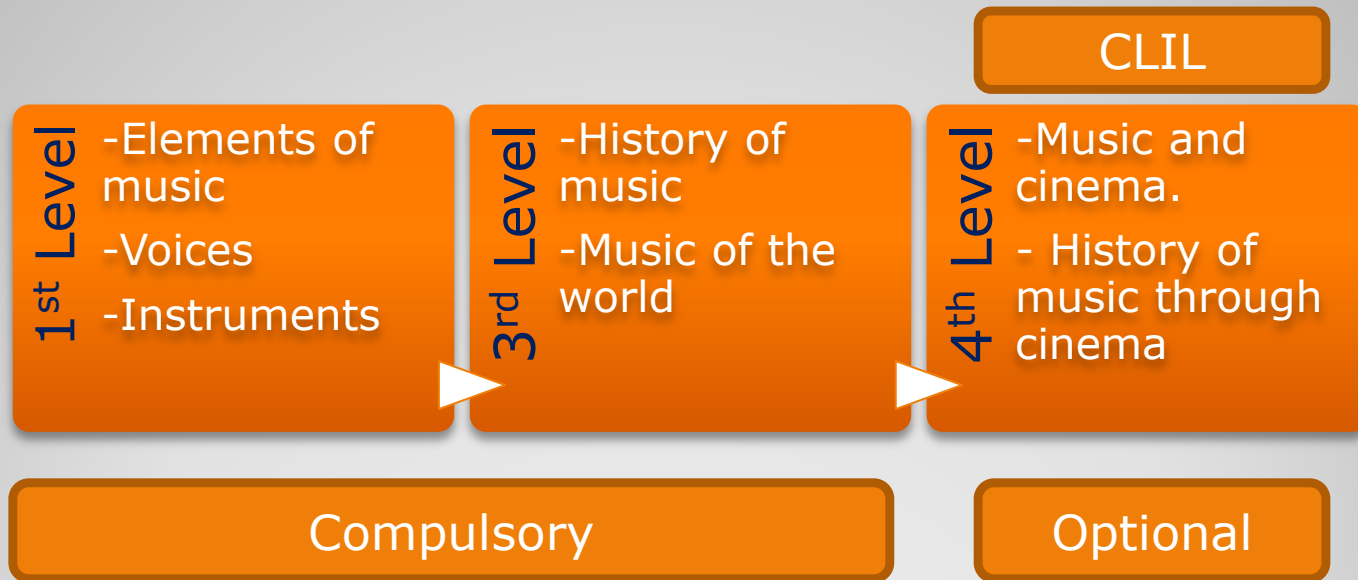 CLIL
1st Level
-Elements of
music
-Voices
-Instruments
3rd Level
-History of
music
-Music of the
world
4th Level
-Music and
cinema.
- History of
music through
cinema
Compulsory
Optional